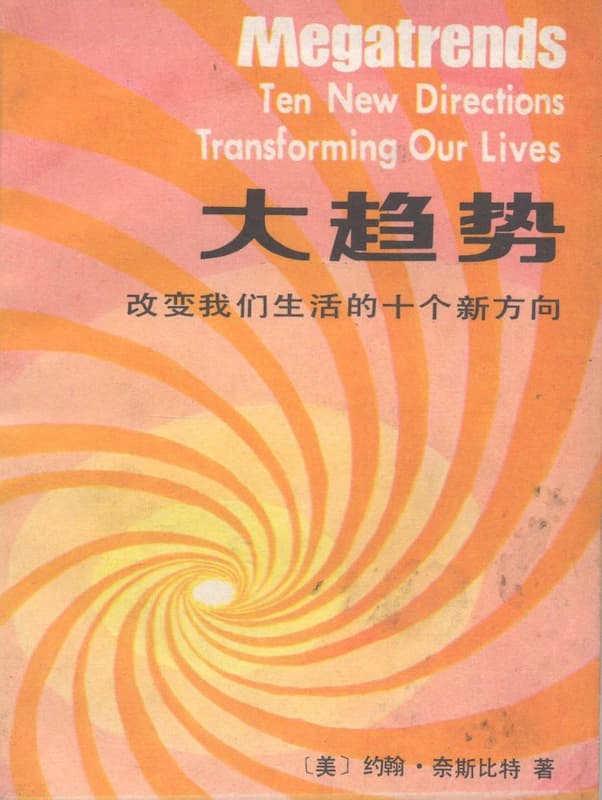 Megatrends
Ten New Directions
Transforming Our Lives
大趋势
改变我们生活的十个新方向
〔美〕约翰·奈斯比特 著